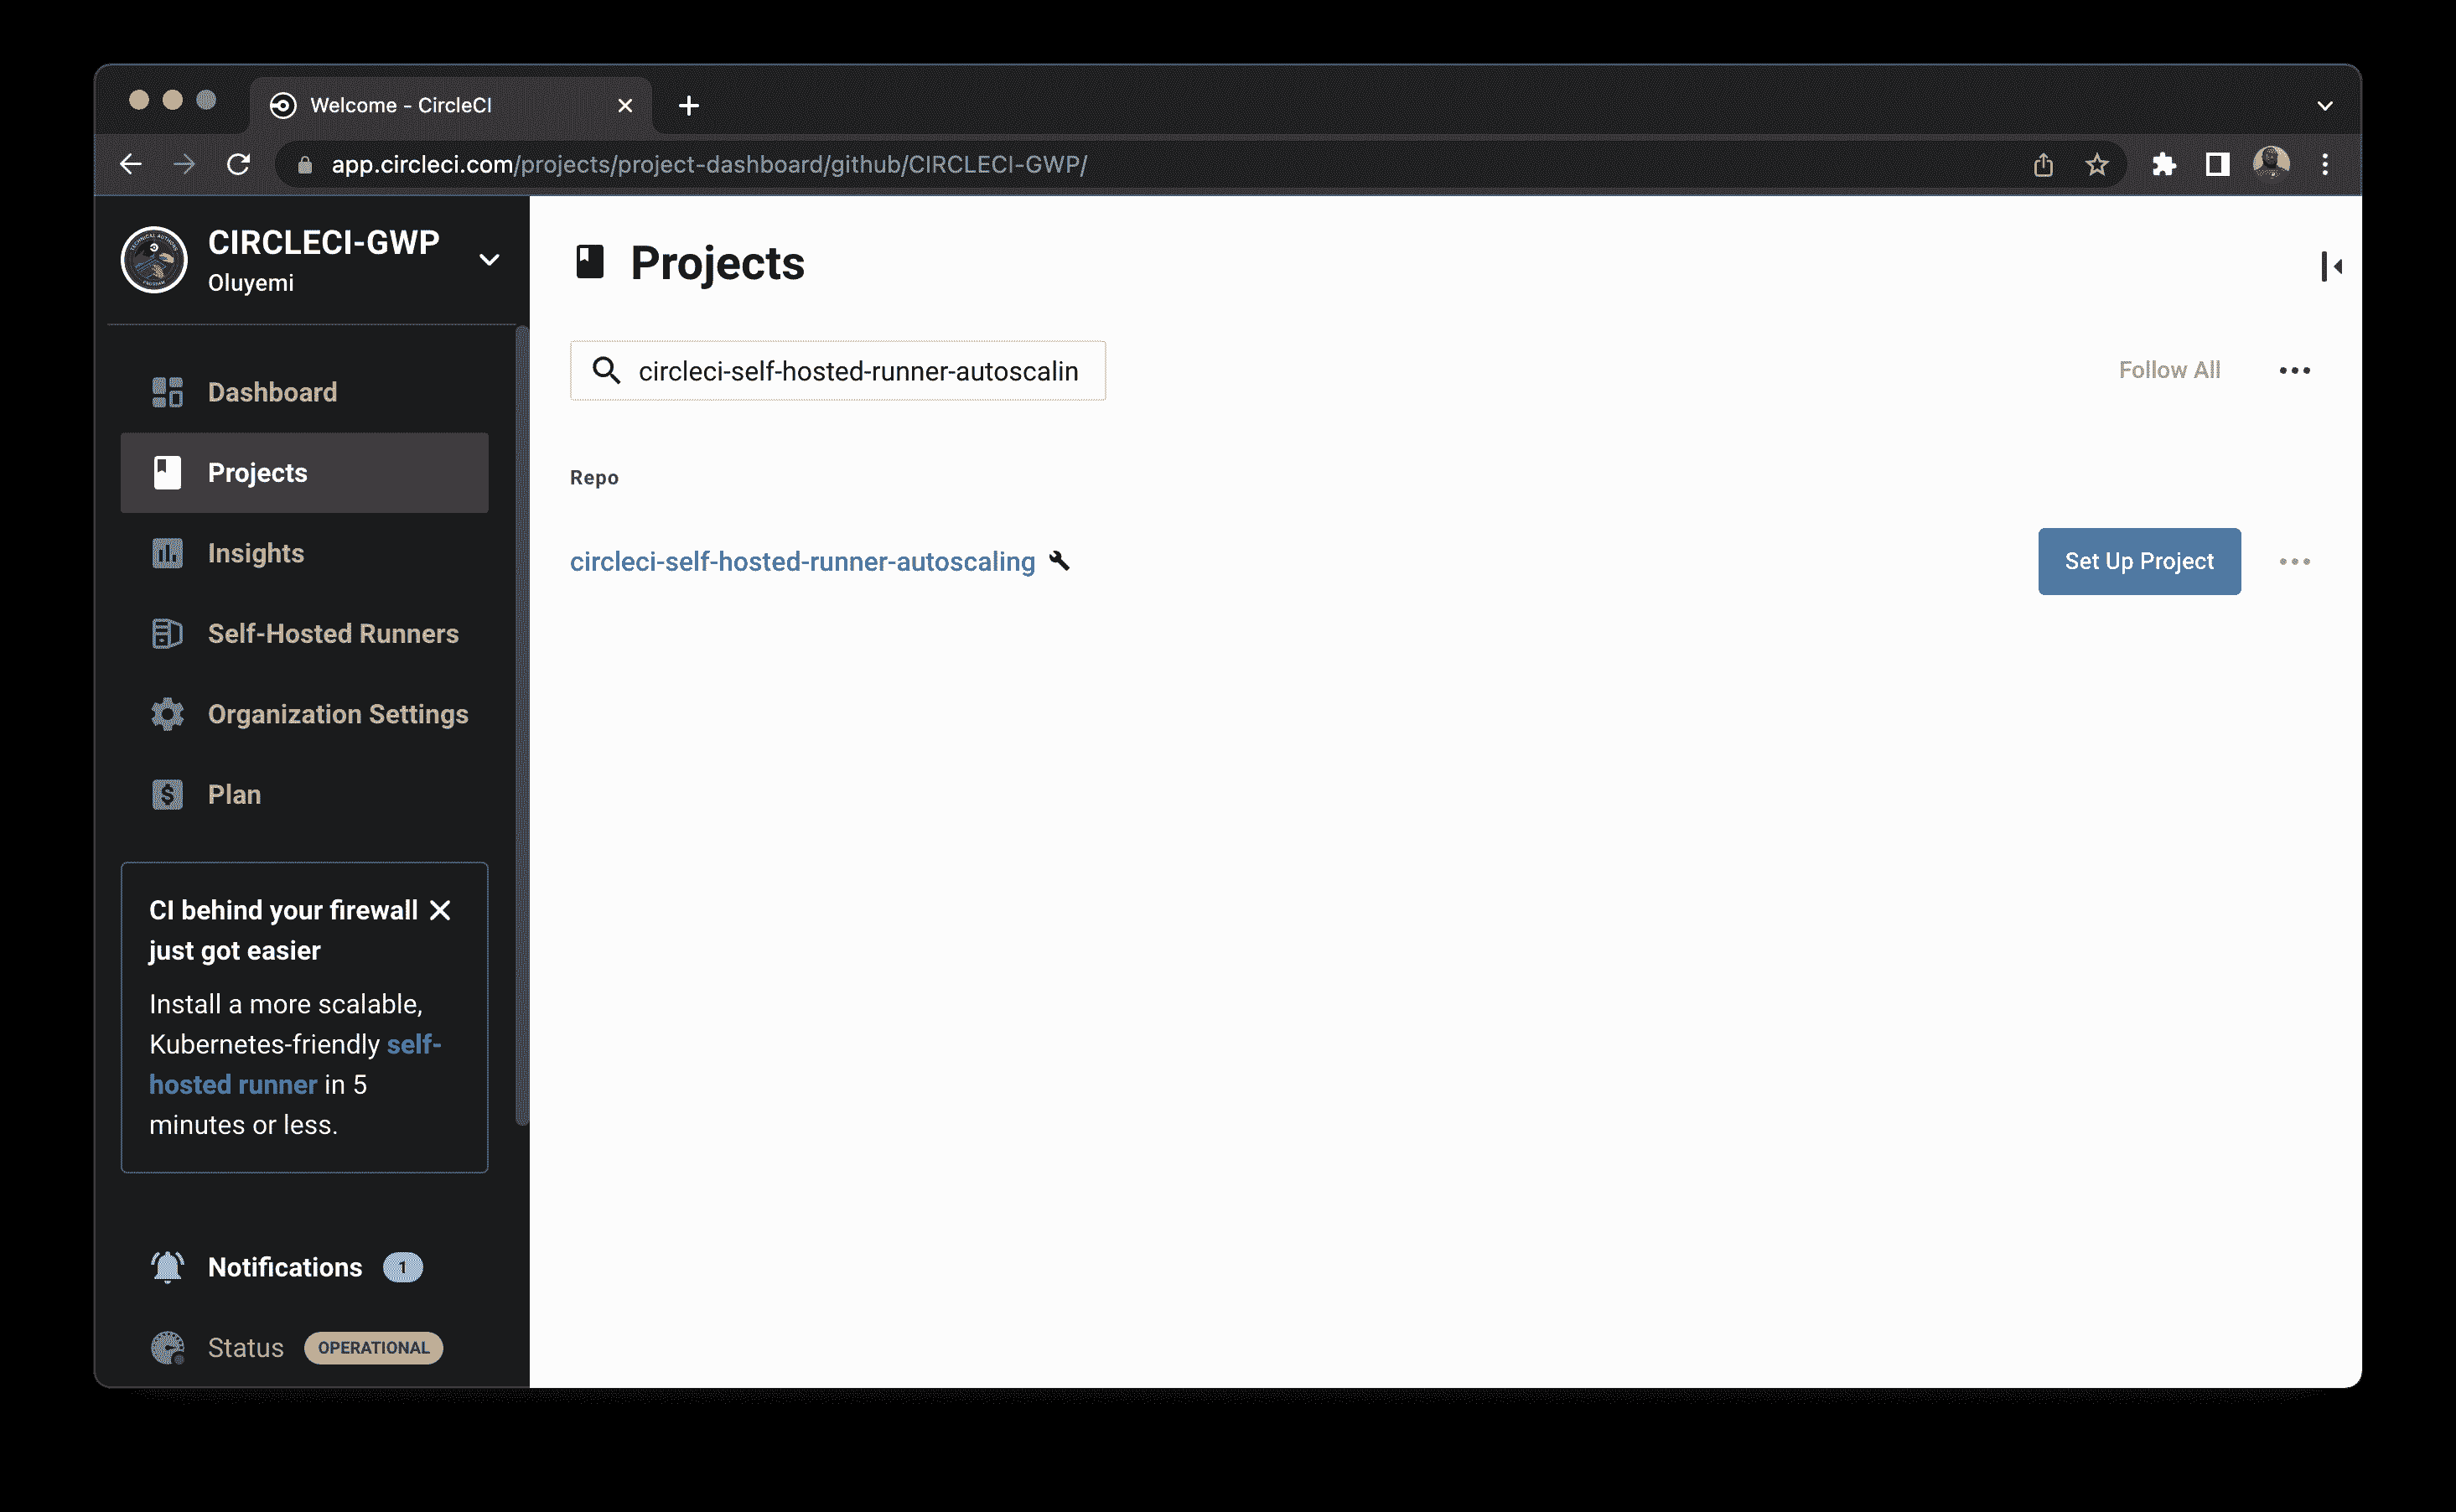 Welcome - CircleCI
app.circleci.com/projects/project-dashboard/github/CIRCLECI-GWP/
CIRCLECI-GWP
Oluyemi
Dashboard
Projects
Insights
Self-Hosted Runners
Organization Settings
Plan
CI behind your firewall
just got easier
Install a more scalable,
Kubernetes-friendly self-
hosted runner in 5
minutes or less.
Notifications 1
Status OPERATIONAL
Projects
circleci-self-hosted-runner-autoscalin
Follow All
Repo
circleci-self-hosted-runner-autoscaling
Set Up Project